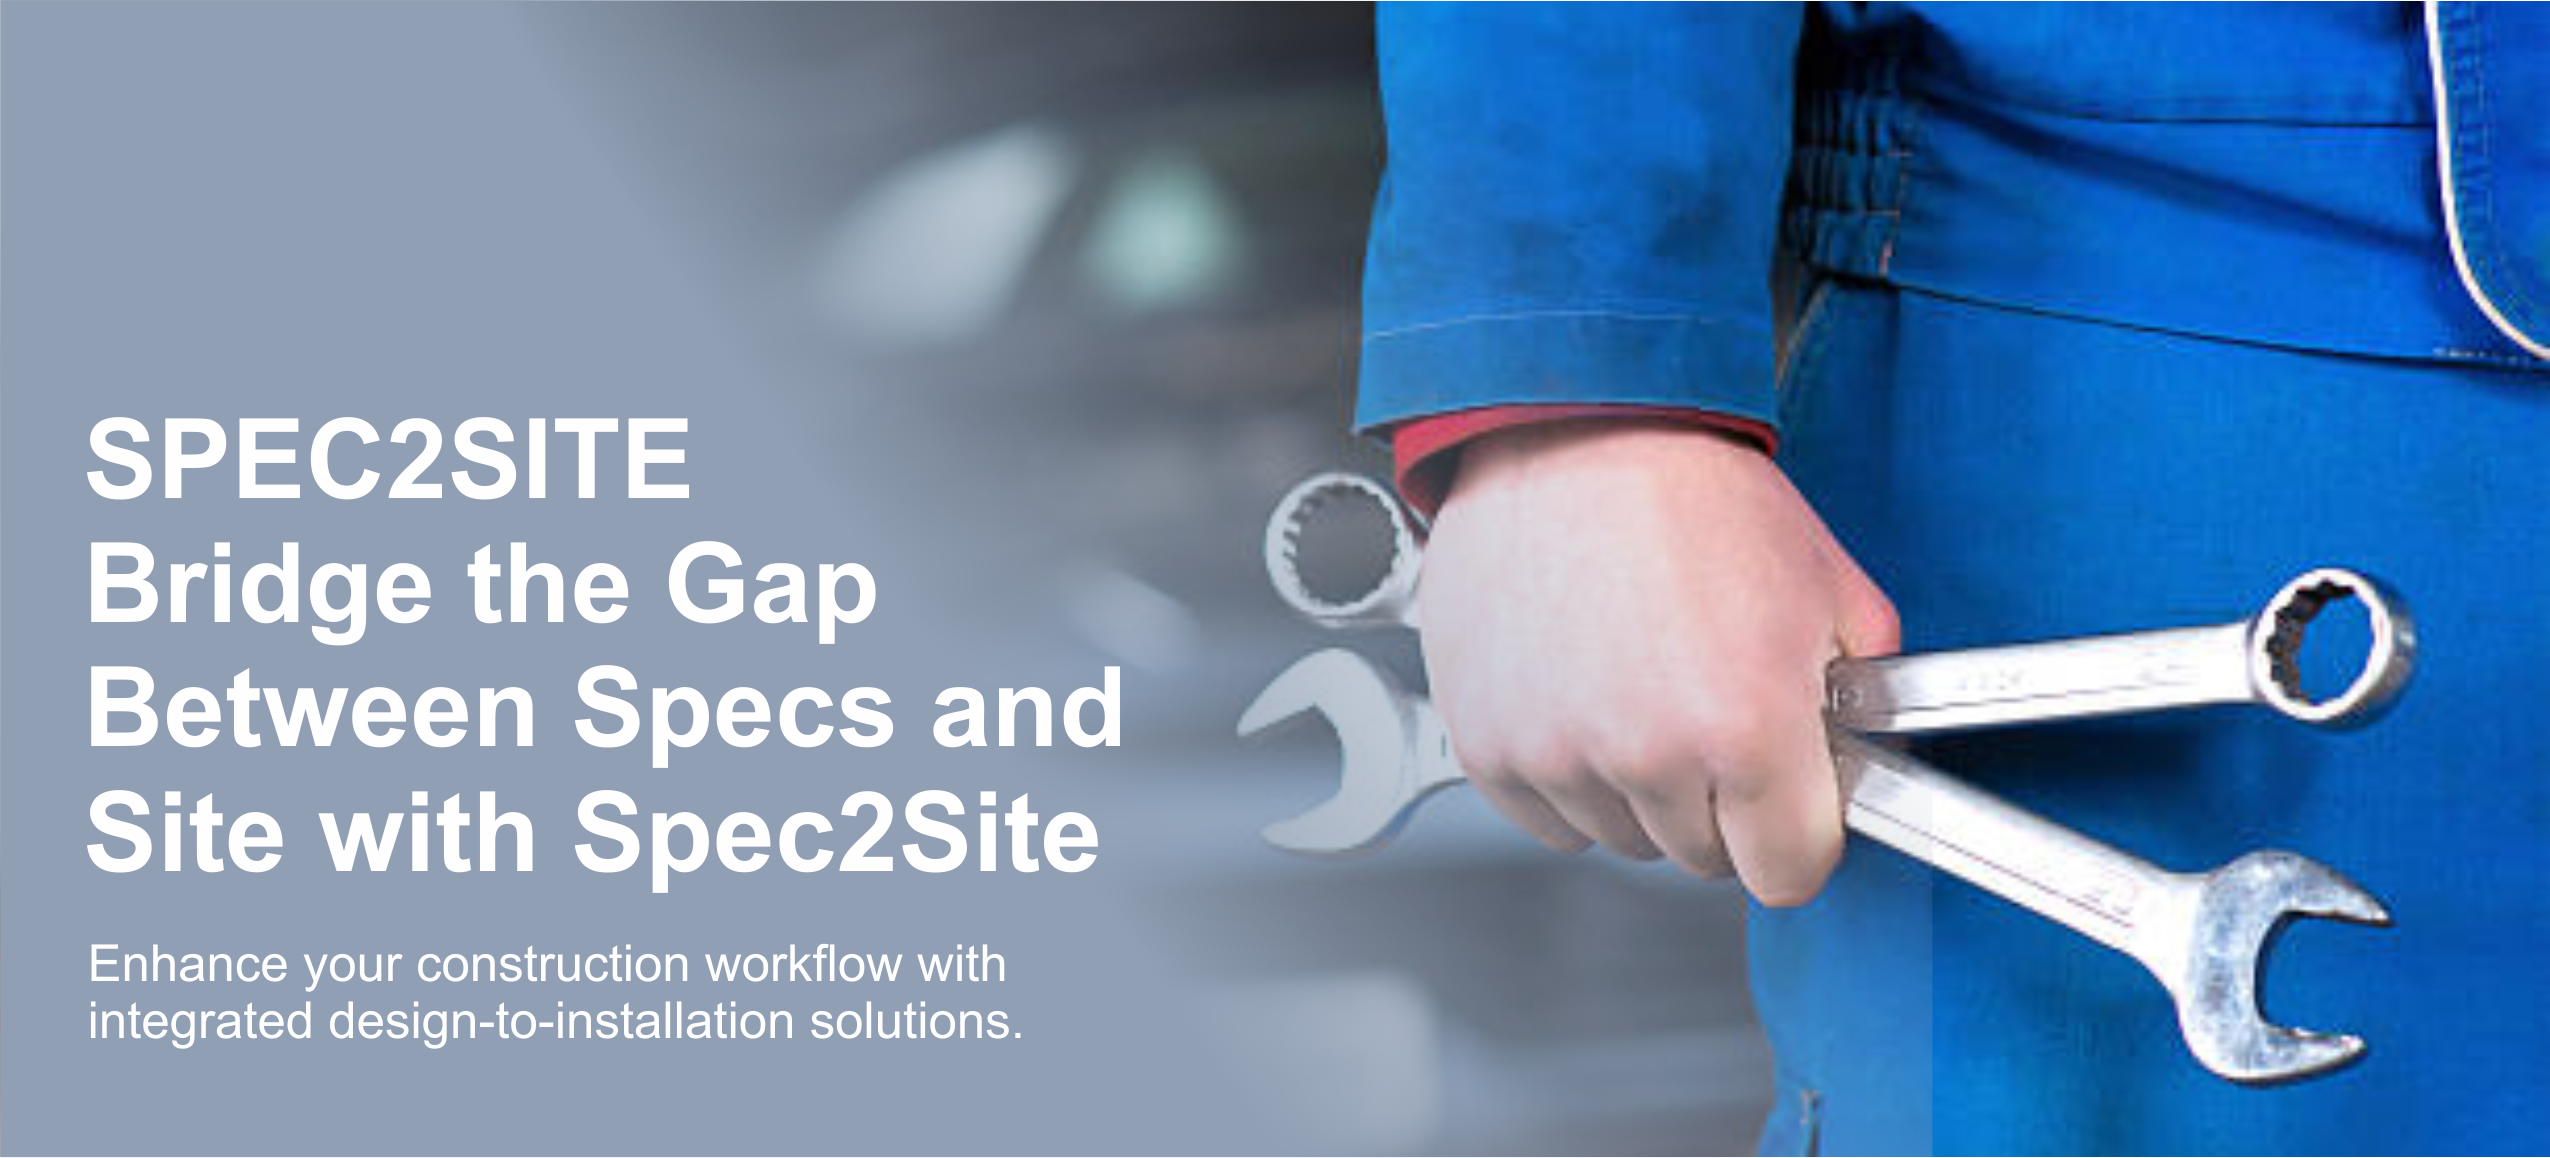 SPEC2SITE
Bridge the Gap
Between Specs and
Site with Spec2Site
Enhance your construction workflow with
integrated design-to-installation solutions.